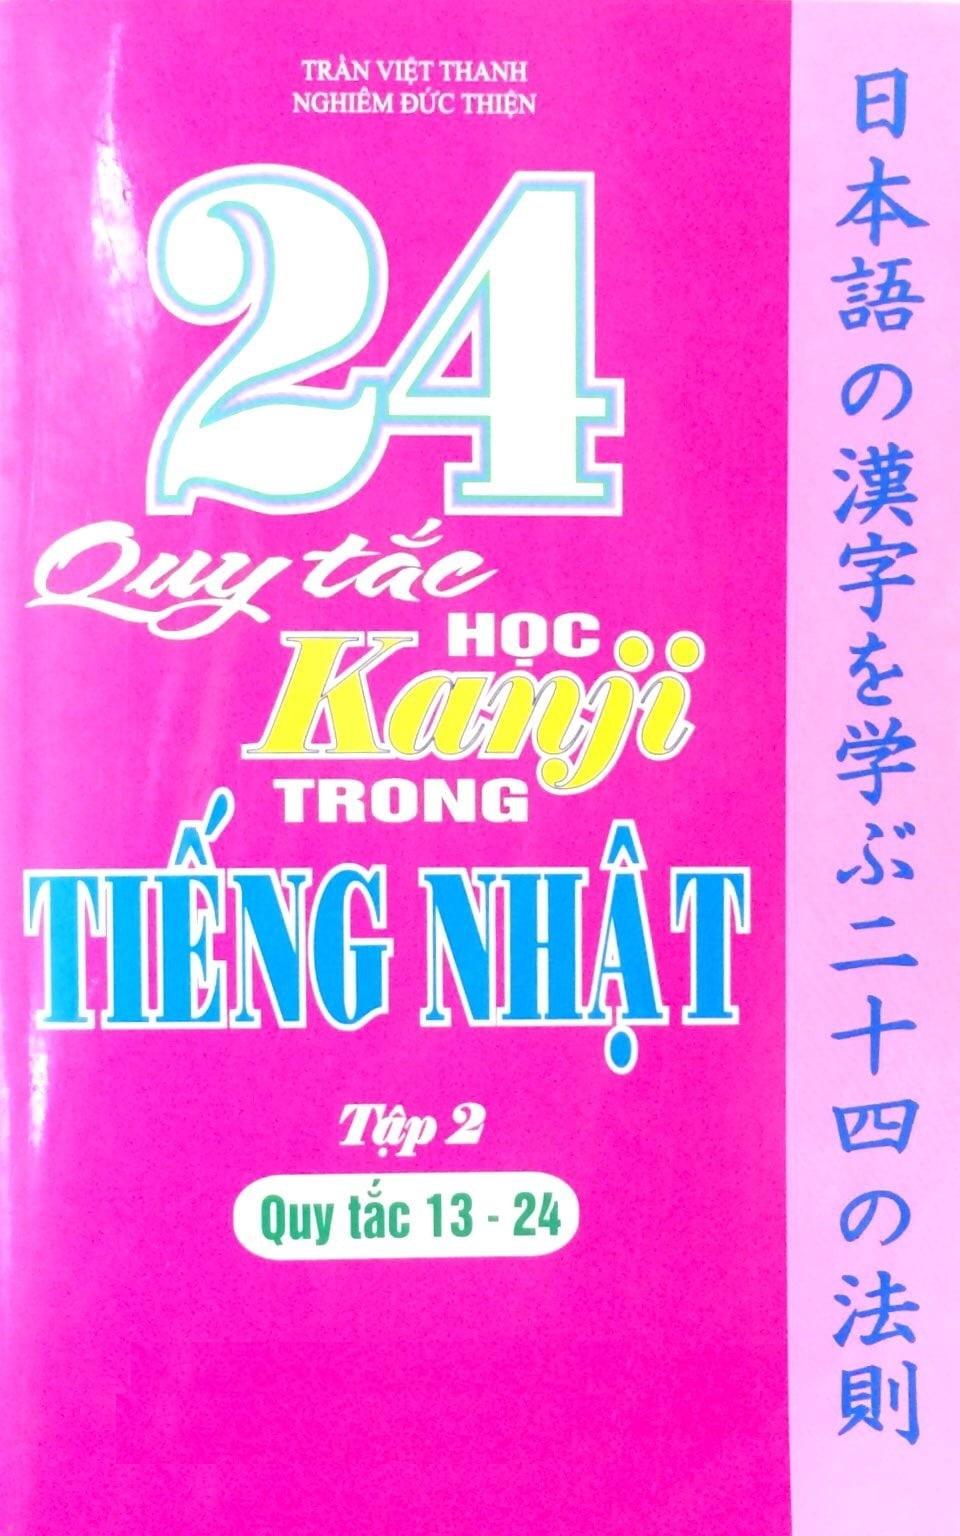 TRẦN VIỆT THANH
NGHIÊM ĐỨC THIỆN
24
Quy tắc
HỌC
Kanji
TRONG
TIẾNG NHẬT
Tập 2
Quy tắc 13 - 24
日本語の漢字を学ぶ二十四の法則